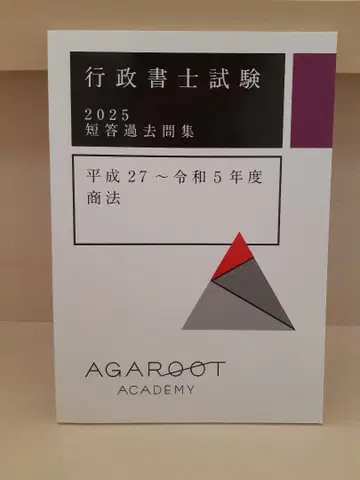 行政書士試験
2025
短答過去問集
平成27～令和5年度
商法
AGAROOT
ACADEMY